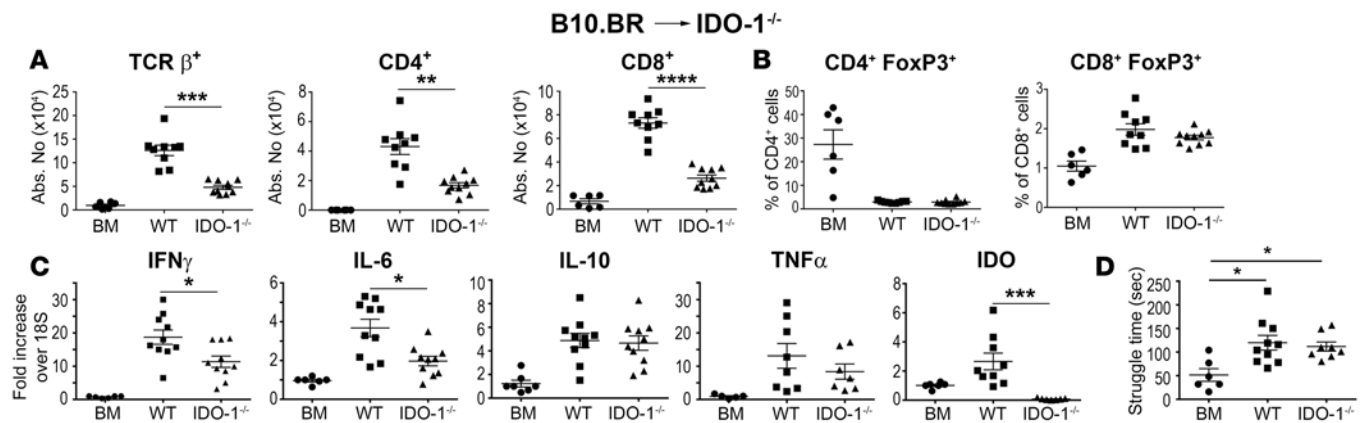 B10.BR → IDO-1⁻/⁻
A
TCR β⁺
Abs. No (x10⁴)
25
20
15
10
5
0
***
BM WT IDO-1⁻/⁻
CD4⁺
Abs. No (x10⁴)
8
6
4
2
0
**
BM WT IDO-1⁻/⁻
CD8⁺
Abs. No (x10⁴)
10
8
6
4
2
0
****
BM WT IDO-1⁻/⁻
B
CD4⁺ FoxP3⁺
% of CD4⁺ cells
50
40
30
20
10
0
BM WT IDO-1⁻/⁻
CD8⁺ FoxP3⁺
% of CD8⁺ cells
3
2
1
0
BM WT IDO-1⁻/⁻
C
IFNγ
Fold increase
over 18S
30
20
10
0
*
BM WT IDO-1⁻/⁻
IL-6
6
4
2
0
*
BM WT IDO-1⁻/⁻
IL-10
10
8
6
4
2
0
BM WT IDO-1⁻/⁻
TNFα
30
20
10
0
BM WT IDO-1⁻/⁻
IDO
8
6
4
2
0
***
BM WT IDO-1⁻/⁻
D
Struggle time (sec)
250
200
150
100
50
0
*
*
BM WT IDO-1⁻/⁻